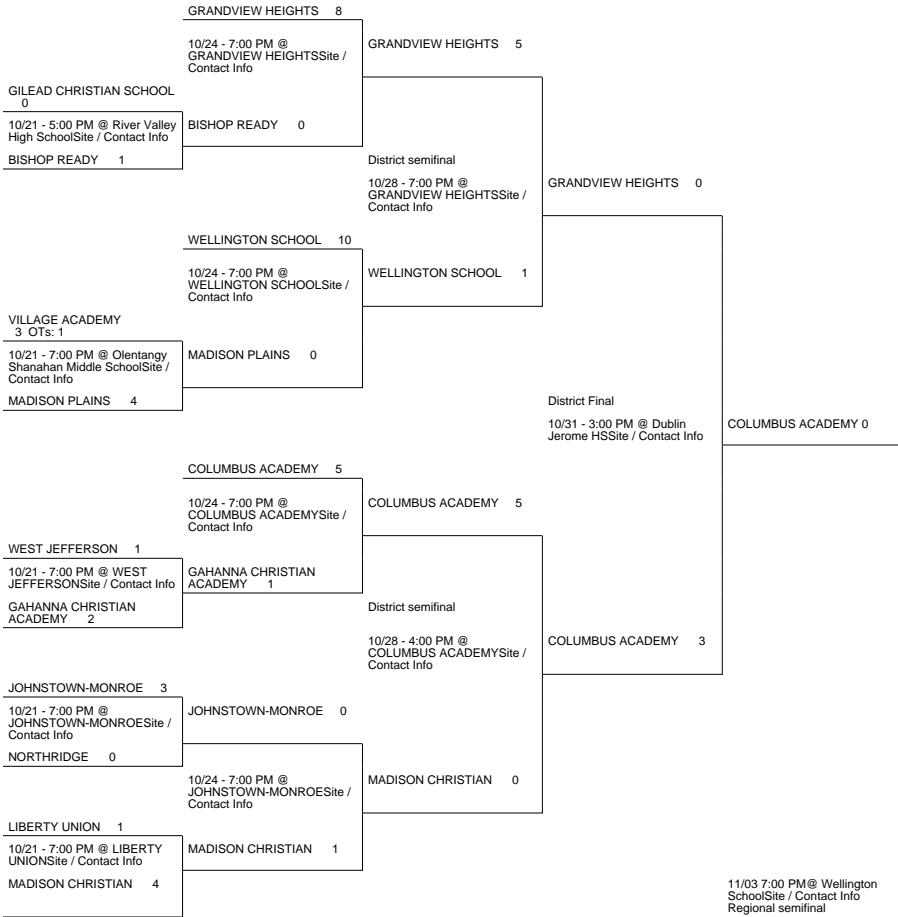 GRANDVIEW HEIGHTS 8
10/24 - 7:00 PM @
GRANDVIEW HEIGHTSSite /
Contact Info
GRANDVIEW HEIGHTS 5
GILEAD CHRISTIAN SCHOOL
0
10/21 - 5:00 PM @ River Valley
High SchoolSite / Contact Info
BISHOP READY 0
BISHOP READY 1
District semifinal
10/28 - 7:00 PM @
GRANDVIEW HEIGHTSSite /
Contact Info
GRANDVIEW HEIGHTS 0
WELLINGTON SCHOOL 10
10/24 - 7:00 PM @
WELLINGTON SCHOOLSite /
Contact Info
WELLINGTON SCHOOL 1
VILLAGE ACADEMY
3 OTs: 1
10/21 - 7:00 PM @ Olentangy
Shanahan Middle SchoolSite /
Contact Info
MADISON PLAINS 0
MADISON PLAINS 4
District Final
10/31 - 3:00 PM @ Dublin
Jerome HSSite / Contact Info
COLUMBUS ACADEMY 0
COLUMBUS ACADEMY 5
10/24 - 7:00 PM @
COLUMBUS ACADEMYSite /
Contact Info
COLUMBUS ACADEMY 5
WEST JEFFERSON 1
10/21 - 7:00 PM @ WEST
JEFFERSONSite / Contact Info
GAHANNA CHRISTIAN
ACADEMY 1
GAHANNA CHRISTIAN
ACADEMY 2
District semifinal
10/28 - 4:00 PM @
COLUMBUS ACADEMYSite /
Contact Info
COLUMBUS ACADEMY 3
JOHNSTOWN-MONROE 3
10/21 - 7:00 PM @
JOHNSTOWN-MONROESite /
Contact Info
JOHNSTOWN-MONROE 0
NORTHRIDGE 0
10/24 - 7:00 PM @
JOHNSTOWN-MONROESite /
Contact Info
MADISON CHRISTIAN 0
LIBERTY UNION 1
10/21 - 7:00 PM @ LIBERTY
UNIONSite / Contact Info
MADISON CHRISTIAN 1
MADISON CHRISTIAN 4
11/03 7:00 PM@ Wellington
SchoolSite / Contact Info
Regional semifinal